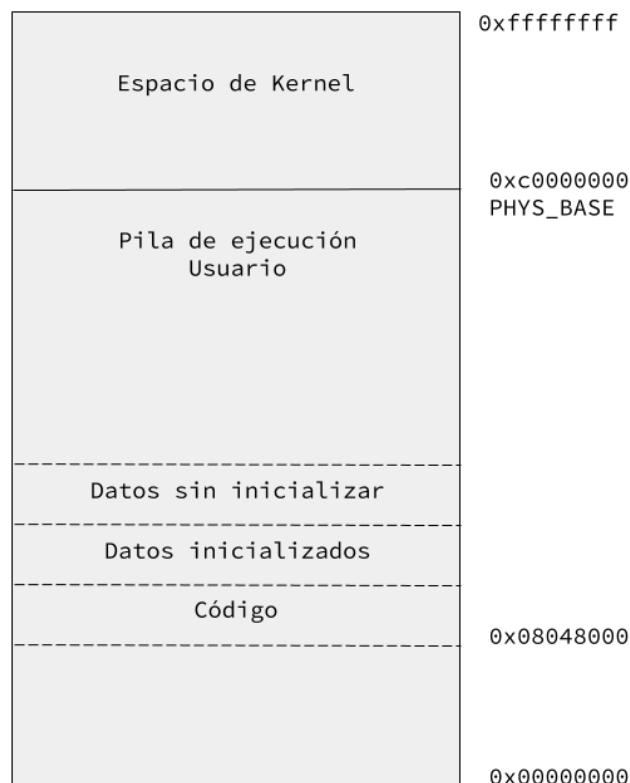 0xffffffff
Espacio de Kernel
0xc0000000
PHYS_BASE
Pila de ejecución
Usuario
Datos sin inicializar
Datos inicializados
Código
0x08048000
0x00000000